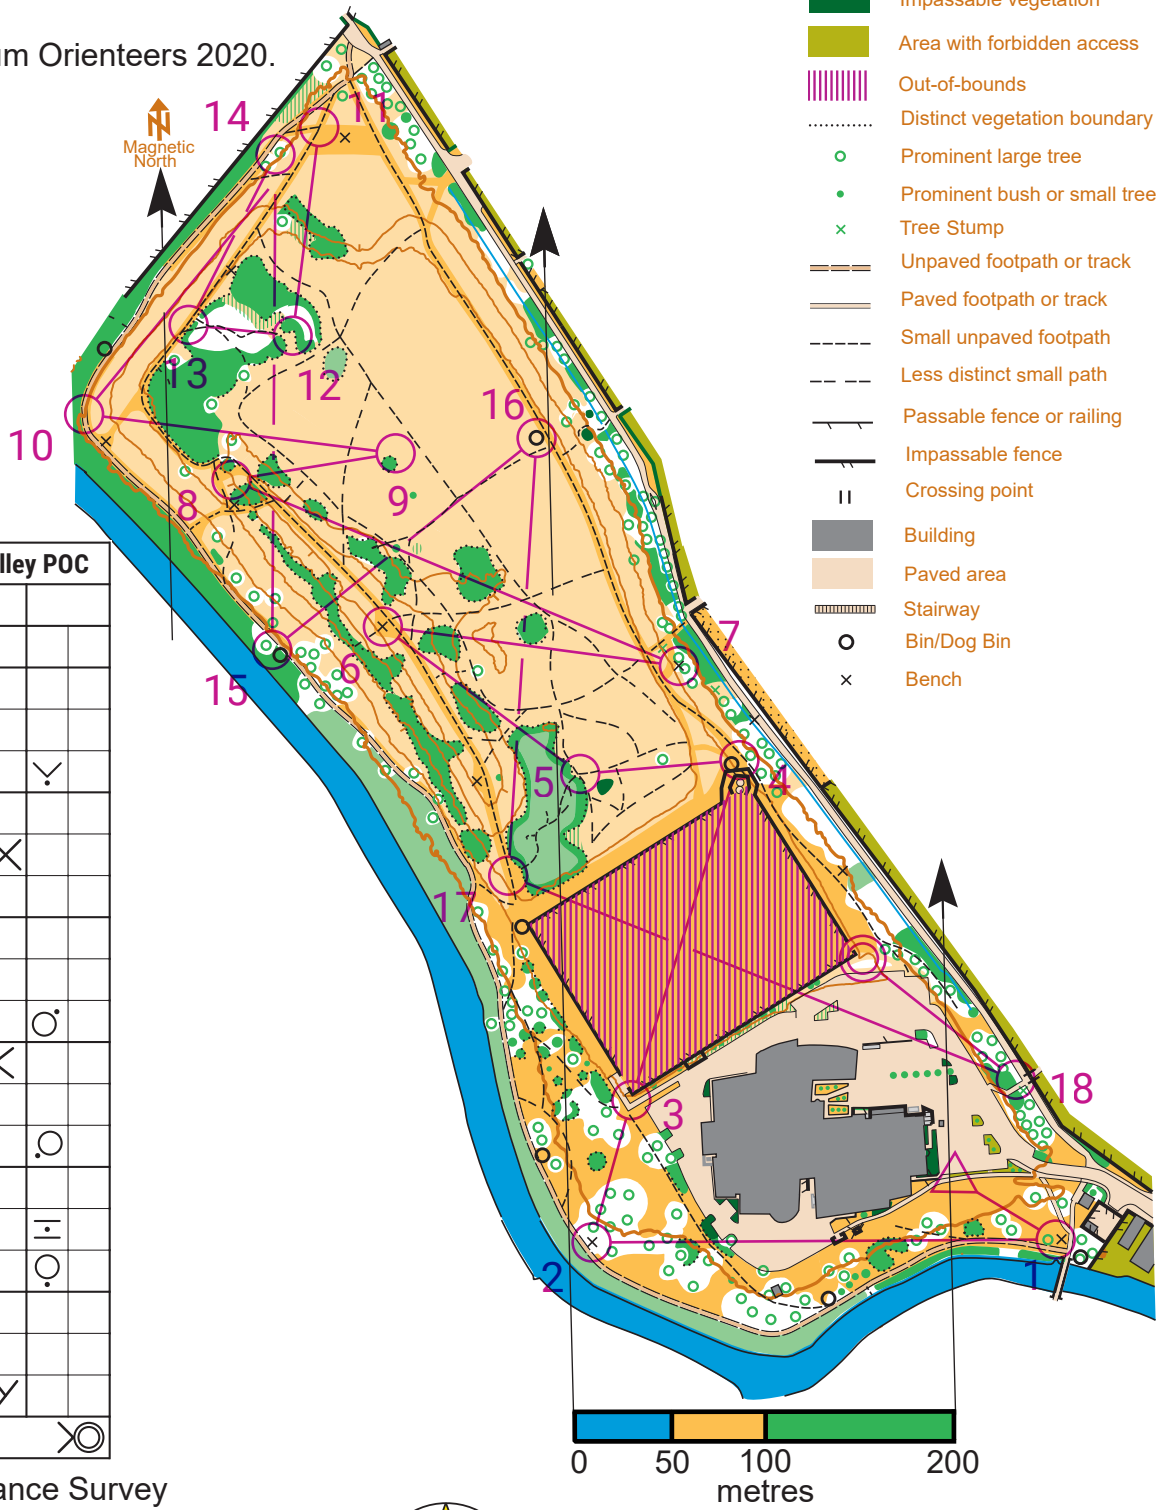 um Orienteers 2020.
Magnetic
North
Impassable vegetation
Area with forbidden access
Out-of-bounds
Distinct vegetation boundary
Prominent large tree
Prominent bush or small tree
Tree Stump
Unpaved footpath or track
Paved footpath or track
Small unpaved footpath
Less distinct small path
Passable fence or railing
Impassable fence
Crossing point
Building
Paved area
Stairway
Bin/Dog Bin
Bench
14
11
13
12
16
10
8
9
7
6
15
5
4
17
3
18
2
1
lley POC
0 50 100 200
metres
ance Survey